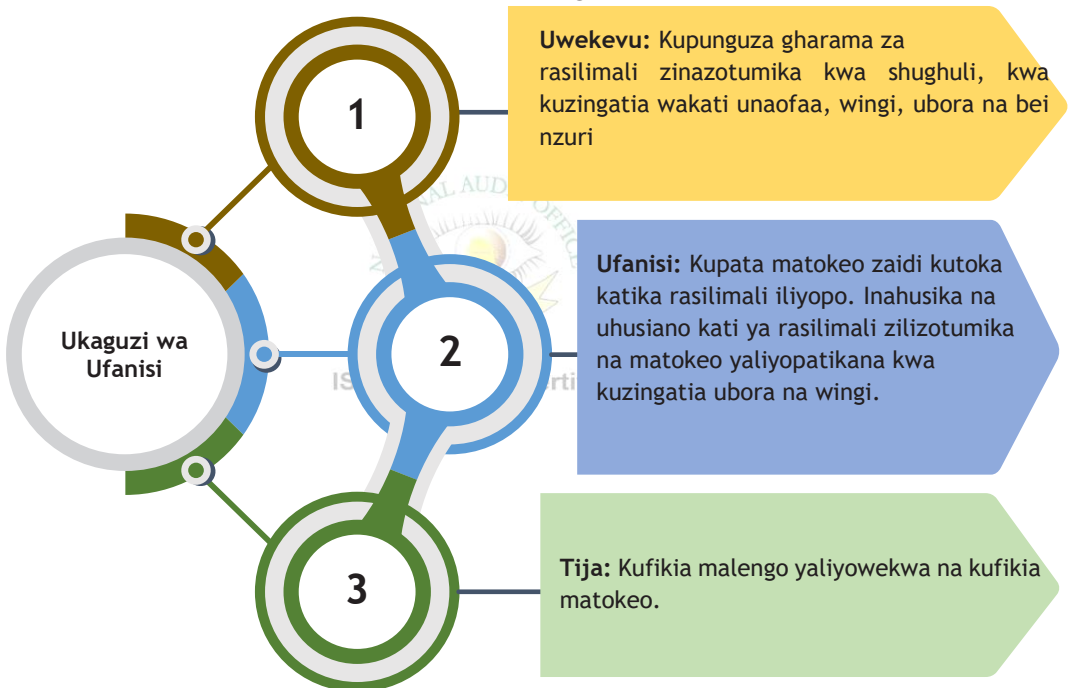 Ukaguzi wa
Ufanisi
1
Uwekevu: Kupunguza gharama za
rasilimali zinazotumika kwa shughuli, kwa
kuzingatia wakati unaofaa, wingi, ubora na bei
nzuri
2
Ufanisi: Kupata matokeo zaidi kutoka
katika rasilimali iliyopo. Inahusika na
uhusiano kati ya rasilimali zilizotumika
na matokeo yaliyopatikana kwa
kuzingatia ubora na wingi.
3
Tija: Kufikia malengo yaliyowekwa na kufikia
matokeo.